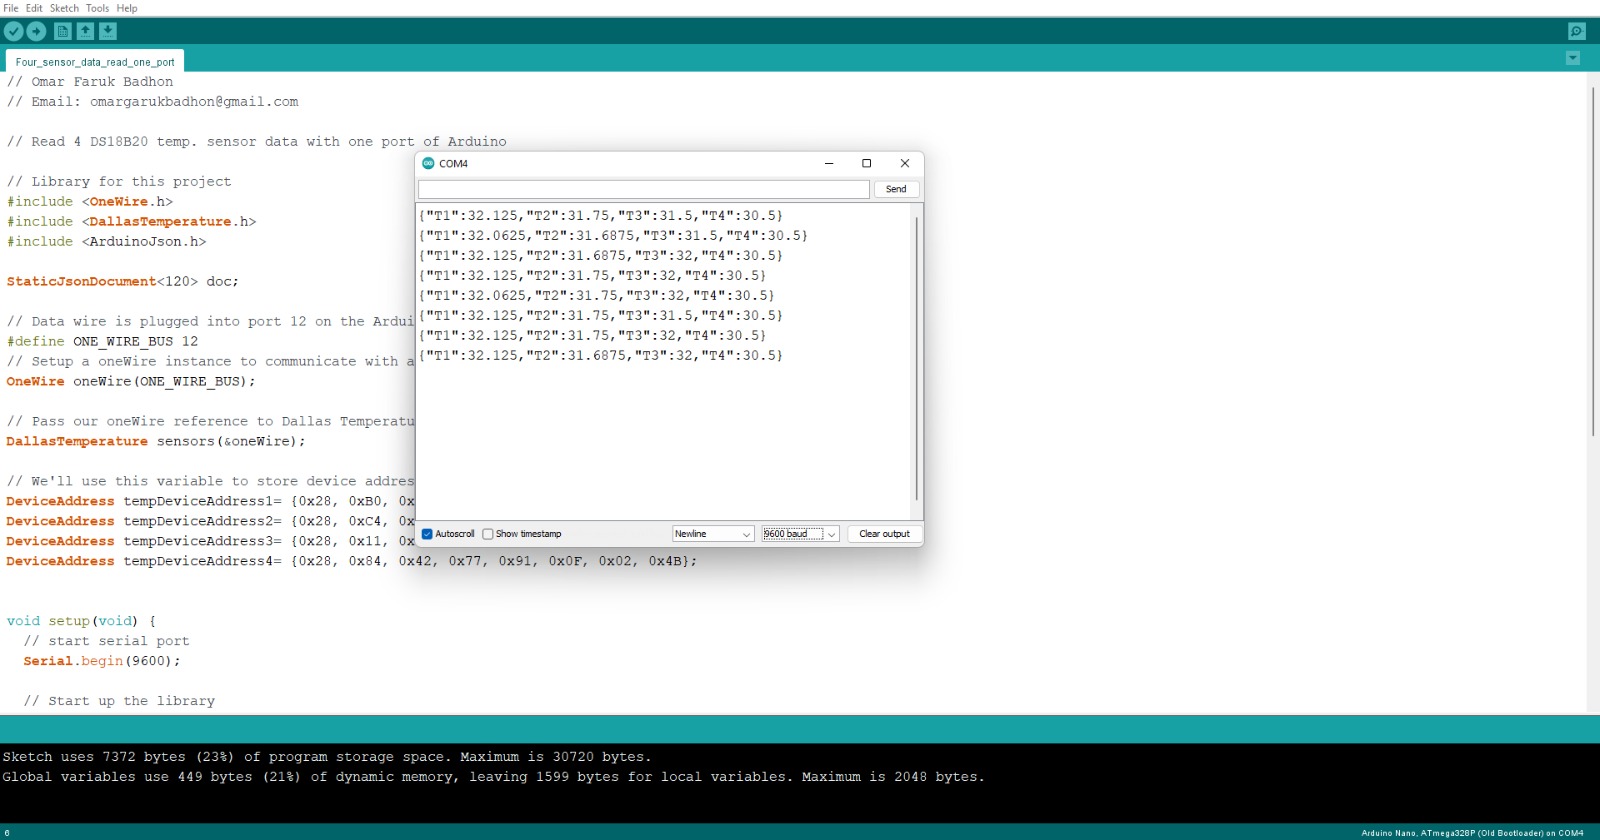 File Edit Sketch Tools Help
Four_sensor_data_read_one_port
// Omar Faruk Badhon
// Email: omargarukbadhon@gmail.com
// Read 4 DS18B20 temp. sensor data with one port of Arduino
// Library for this project
#include <OneWire.h>
#include <DallasTemperature.h>
#include <ArduinoJson.h>
StaticJsonDocument<120> doc;
// Data wire is plugged into port 12 on the Ardui
#define ONE_WIRE_BUS 12
// Setup a oneWire instance to communicate with a
OneWire oneWire(ONE_WIRE_BUS);
// Pass our oneWire reference to Dallas Temperatu
DallasTemperature sensors(&oneWire);
// We'll use this variable to store device addres
DeviceAddress tempDeviceAddress1= {0x28, 0xB0, 0x
DeviceAddress tempDeviceAddress2= {0x28, 0xC4, 0x
DeviceAddress tempDeviceAddress3= {0x28, 0x11, 0x
DeviceAddress tempDeviceAddress4= {0x28, 0x84, 0x42, 0x77, 0x91, 0x0F, 0x02, 0x4B};
void setup(void) {
// start serial port
Serial.begin(9600);
// Start up the library
COM4
Send
{"T1":32.125,"T2":31.75,"T3":31.5,"T4":30.5}
{"T1":32.0625,"T2":31.6875,"T3":31.5,"T4":30.5}
{"T1":32.125,"T2":31.6875,"T3":32,"T4":30.5}
{"T1":32.125,"T2":31.75,"T3":32,"T4":30.5}
{"T1":32.0625,"T2":31.75,"T3":32,"T4":30.5}
{"T1":32.125,"T2":31.75,"T3":31.5,"T4":30.5}
{"T1":32.125,"T2":31.75,"T3":32,"T4":30.5}
{"T1":32.125,"T2":31.6875,"T3":32,"T4":30.5}
Autoscroll Show timestamp Newline 9600 baud Clear output
Sketch uses 7372 bytes (23%) of program storage space. Maximum is 30720 bytes.
Global variables use 449 bytes (21%) of dynamic memory, leaving 1599 bytes for local variables. Maximum is 2048 bytes.
6 Arduino Nano, ATmega328P (Old Bootloader) on COM4